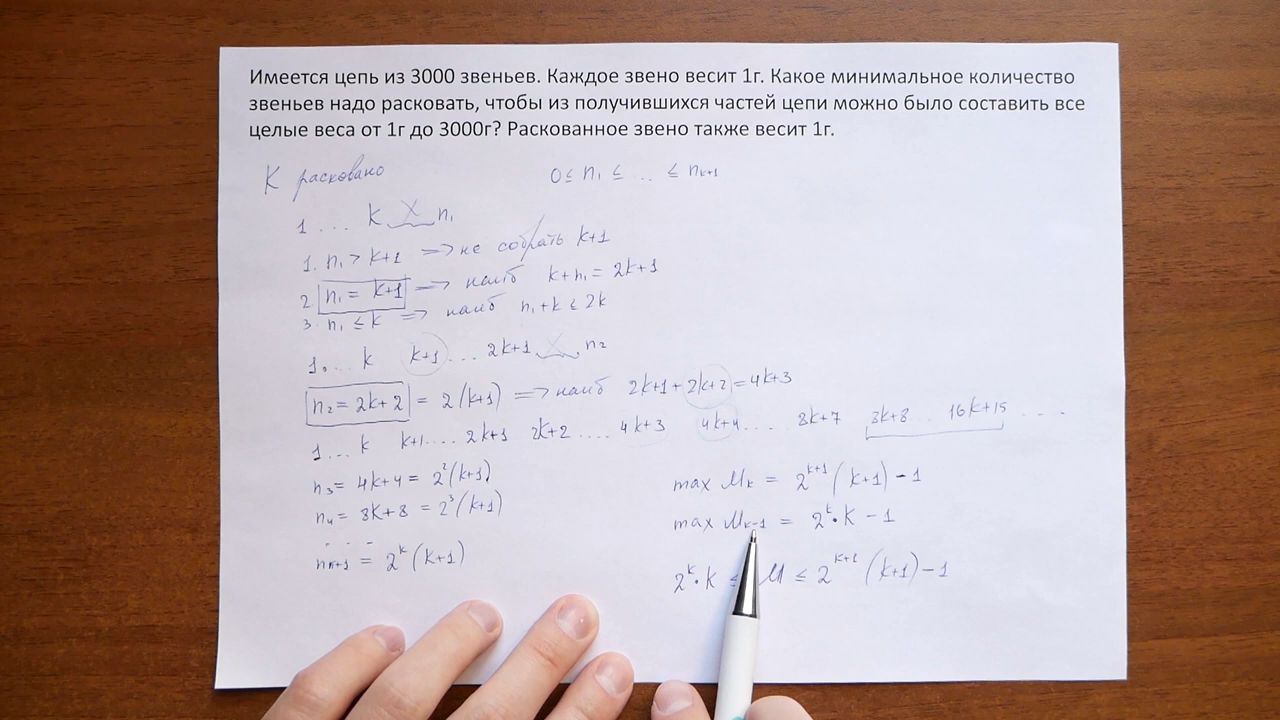 Имеется цепь из 3000 звеньев. Каждое звено весит 1г. Какое минимальное количество
звеньев надо расковать, чтобы из получившихся частей цепи можно было составить все
целые веса от 1г до 3000г? Раскованное звено также весит 1г.
K расковано 0 ≤ n₁ ≤ .. ≤ nₖ₊₁
1 ... k n₁
1. n₁ > k+1 => не собрать k+1
2 n₁ = k+1 => наиб k+n₁ = 2k+1
3. n₁ ≤ k => наиб n₁+k ≤ 2k
1. ... k k+1 ... 2k+1 n₂
n₂ = 2k+2 = 2(k+1) => наиб 2k+1+2k+2 = 4k+3
1 ... k k+1 .... 2k+1 2k+2 .... 4k+3 4k+4 .... 8k+7 8k+8 ... 16k+15 ....
n₃ = 4k+4 = 2²(k+1)
n₄ = 8k+8 = 2³(k+1)
...
nₖ₊₁ = 2ᵏ(k+1)
max Mₖ = 2ᵏ⁺¹(k+1) - 1
max Mₖ₋₁ = 2ᵏ·k - 1
2ᵏ·k ≤ M ≤ 2ᵏ⁺¹(k+1) - 1